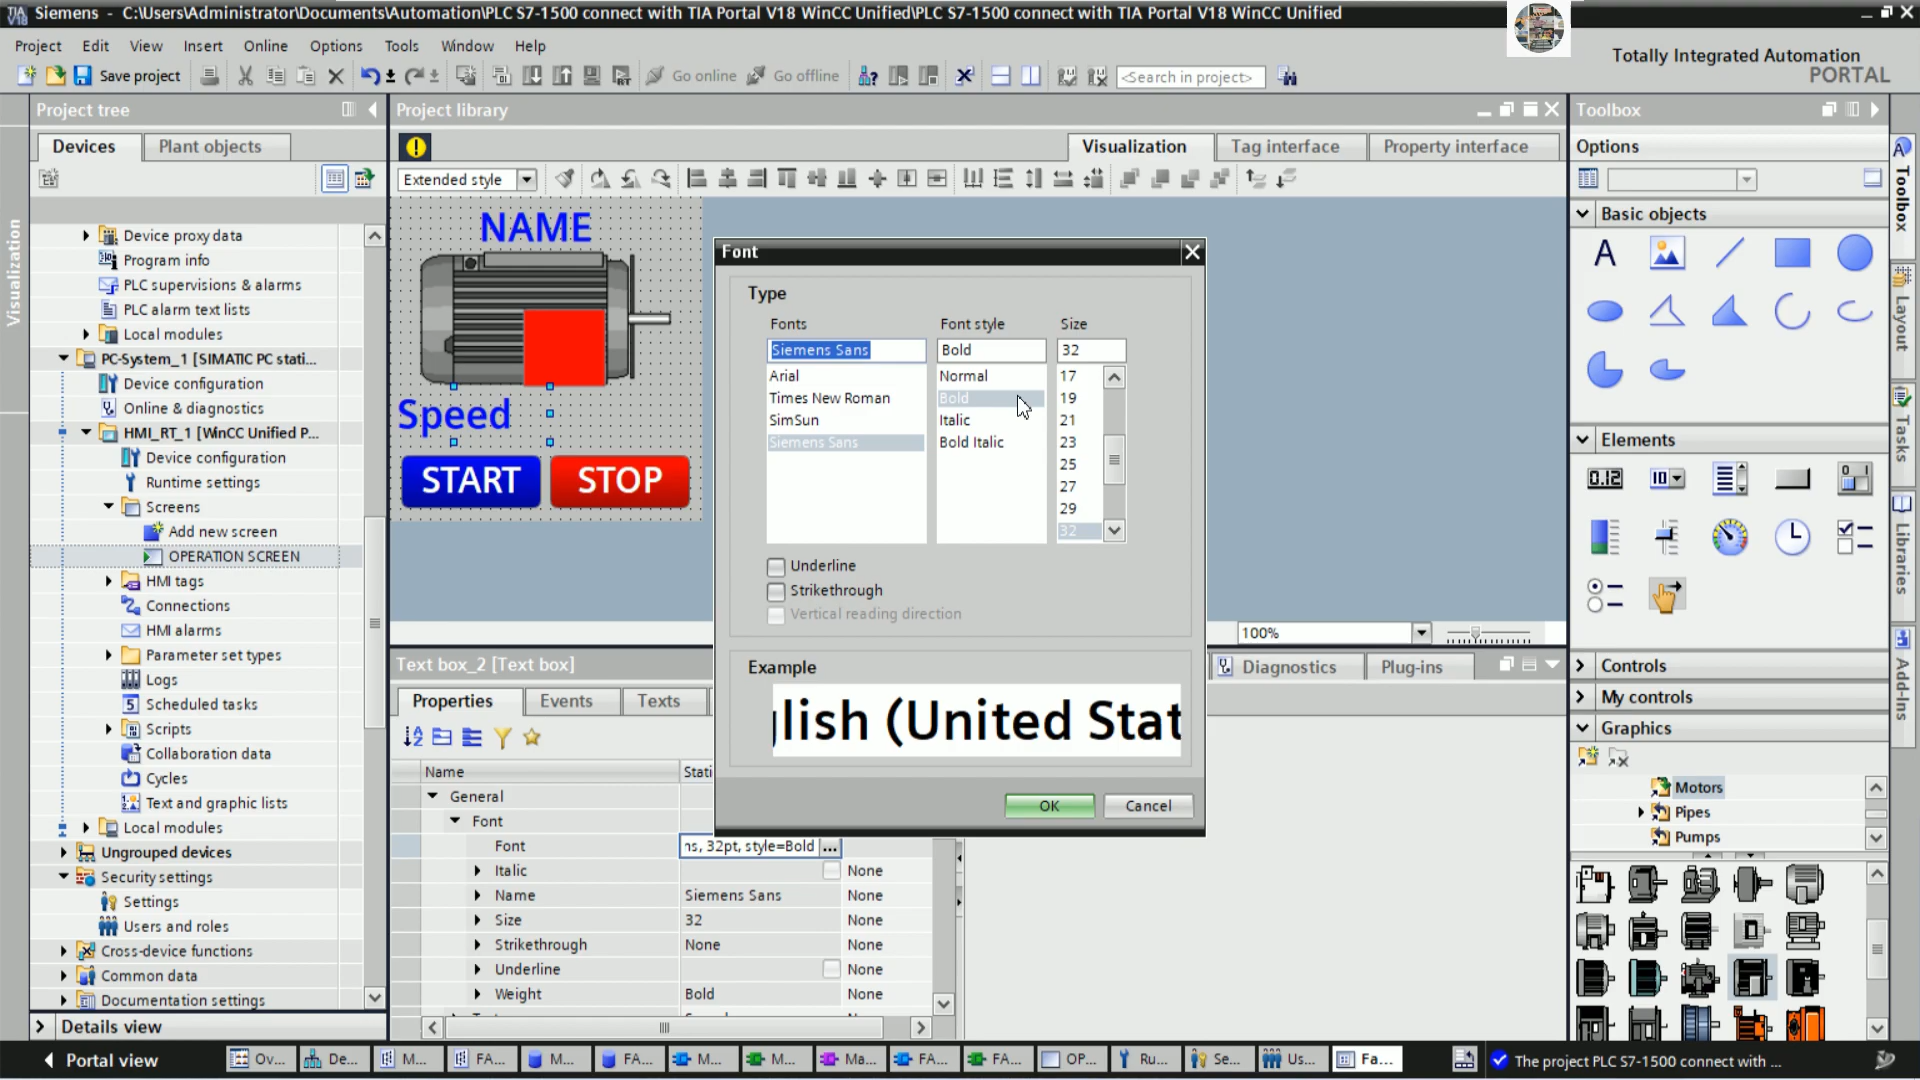 Siemens - C:\Users\Administrator\Documents\Automation\PLC S7-1500 connect with TIA Portal V18 WinCC Unified\PLC S7-1500 connect with TIA Portal V18 WinCC Unified
Project Edit View Insert Online Options Tools Window Help
Totally Integrated Automation
PORTAL
Save project
Go online
Go offline
<Search in project>
Project tree
Devices
Plant objects
Visualization
Device proxy data
Program info
PLC supervisions & alarms
PLC alarm text lists
Local modules
PC-System_1 [SIMATIC PC stati...
Device configuration
Online & diagnostics
HMI_RT_1 [WinCC Unified P...
Device configuration
Runtime settings
Screens
Add new screen
OPERATION SCREEN
HMI tags
Connections
HMI alarms
Parameter set types
Logs
Scheduled tasks
Scripts
Collaboration data
Cycles
Text and graphic lists
Local modules
Ungrouped devices
Security settings
Settings
Users and roles
Cross-device functions
Common data
Documentation settings
Details view
Project library
Visualization
Tag interface
Property interface
Extended style
NAME
Speed
START
STOP
100%
Font
Type
Fonts
Font style
Size
Siemens Sans
Bold
32
Arial
Times New Roman
SimSun
Siemens Sans
Normal
Bold
Italic
Bold Italic
17
19
21
23
25
27
29
32
Underline
Strikethrough
Vertical reading direction
Example
lish (United Stat
OK
Cancel
Text box_2 [Text box]
Diagnostics
Plug-ins
Properties
Events
Texts
Name
Stati
General
Font
Font ns, 32pt, style=Bold ...
Italic None
Name Siemens Sans None
Size 32 None
Strikethrough None None
Underline None
Weight Bold None
Toolbox
Options
Basic objects
A
Elements
0.12
10
Controls
My controls
Graphics
Motors
Pipes
Pumps
Toolbox
Layout
Tasks
Libraries
Add-Ins
Portal view
Ov...
De...
M...
FA...
M...
FA...
M...
M...
Ma...
FA...
FA...
OP...
Ru...
Se...
Us...
Fa...
The project PLC S7-1500 connect with ...